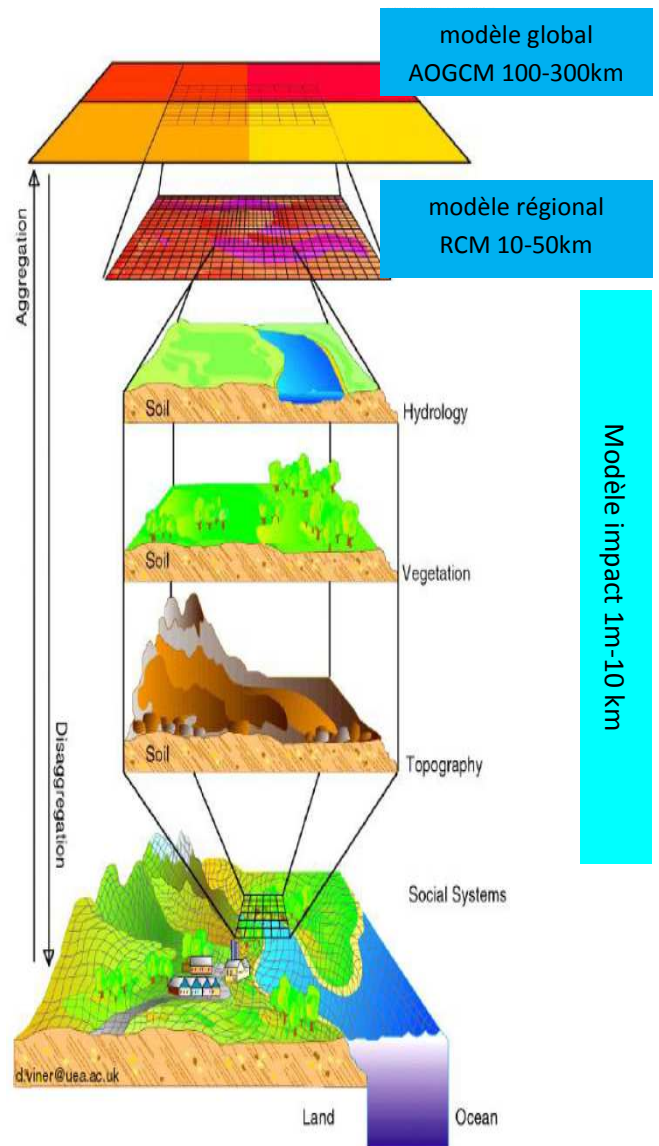 modèle global
AOGCM 100-300km
modèle régional
RCM 10-50km
Aggregation
Soil
Hydrology
Soil
Vegetation
Modèle impact 1m-10 km
Soil
Topography
Disaggregation
Social Systems
d.viner@uea.ac.uk
Land
Ocean